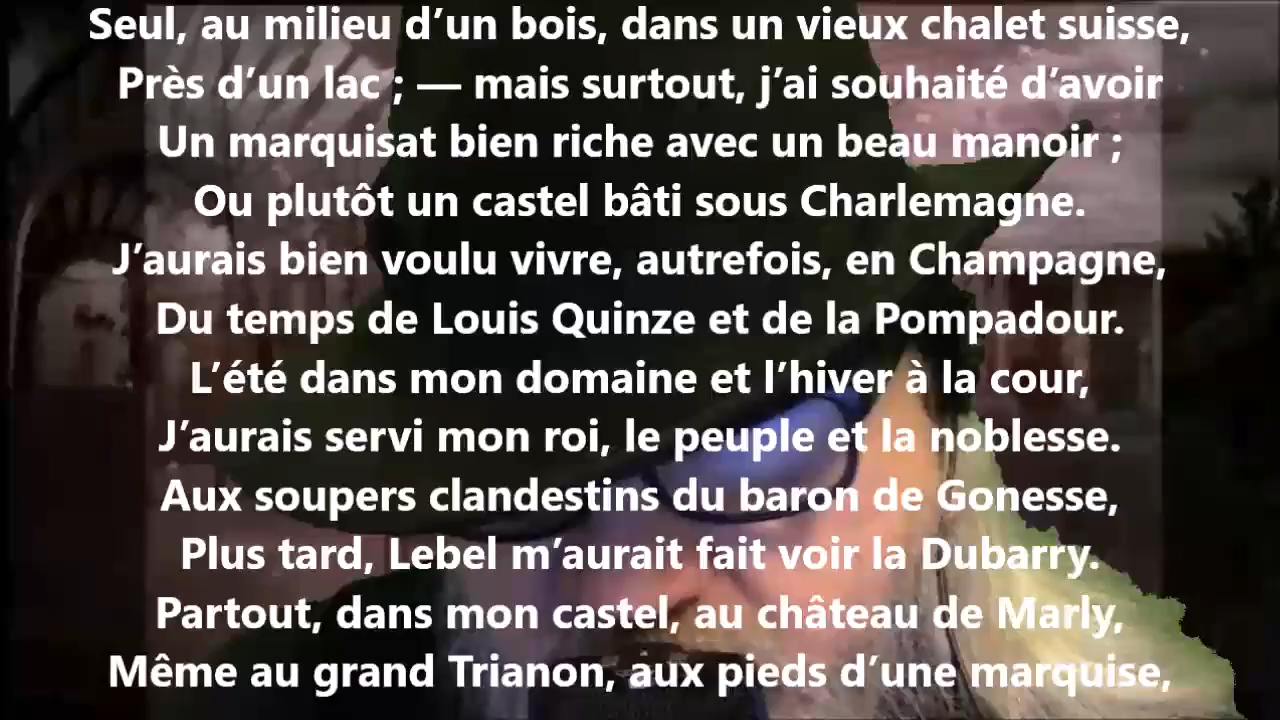 Seul, au milieu d’un bois, dans un vieux chalet suisse,
Près d’un lac ; — mais surtout, j’ai souhaité d’avoir
Un marquisat bien riche avec un beau manoir ;
Ou plutôt un castel bâti sous Charlemagne.
J’aurais bien voulu vivre, autrefois, en Champagne,
Du temps de Louis Quinze et de la Pompadour.
L’été dans mon domaine et l’hiver à la cour,
J’aurais servi mon roi, le peuple et la noblesse.
Aux soupers clandestins du baron de Gonesse,
Plus tard, Lebel m’aurait fait voir la Dubarry.
Partout, dans mon castel, au château de Marly,
Même au grand Trianon, aux pieds d’une marquise,